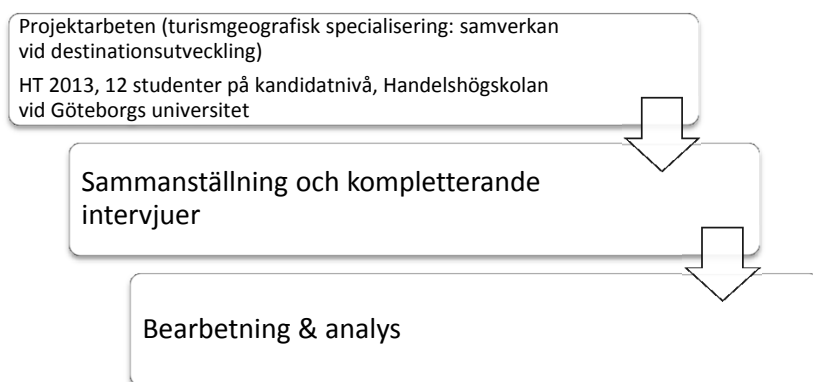 Projektarbeten (turismgeografisk specialisering: samverkan
vid destinationsutveckling)
HT 2013, 12 studenter på kandidatnivå, Handelshögskolan
vid Göteborgs universitet
Sammanställning och kompletterande
intervjuer
Bearbetning & analys